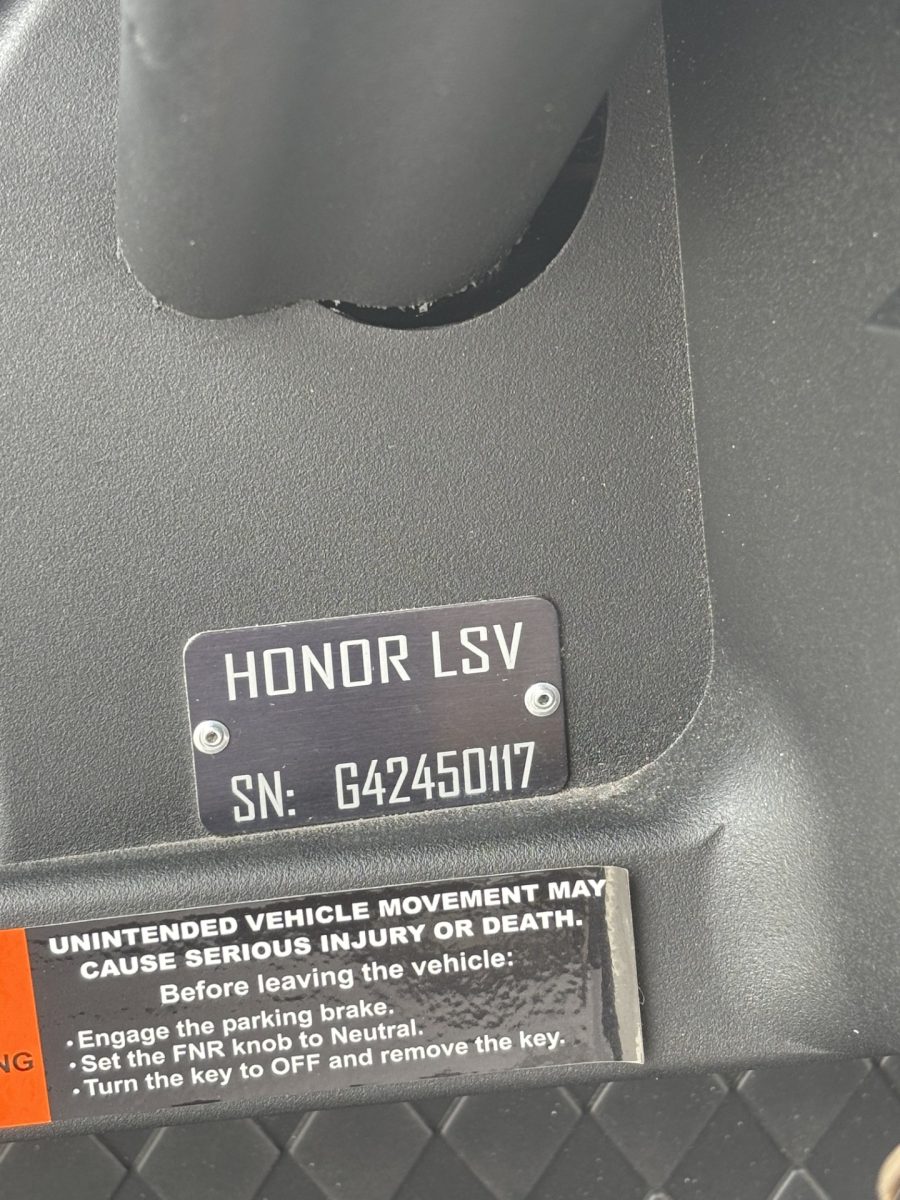 HONOR LSV
SN: G42450117
UNINTENDED VEHICLE MOVEMENT MAY
CAUSE SERIOUS INJURY OR DEATH.
Before leaving the vehicle:
• Engage the parking brake.
• Set the FNR knob to Neutral.
NG
• Turn the key to OFF and remove the key.